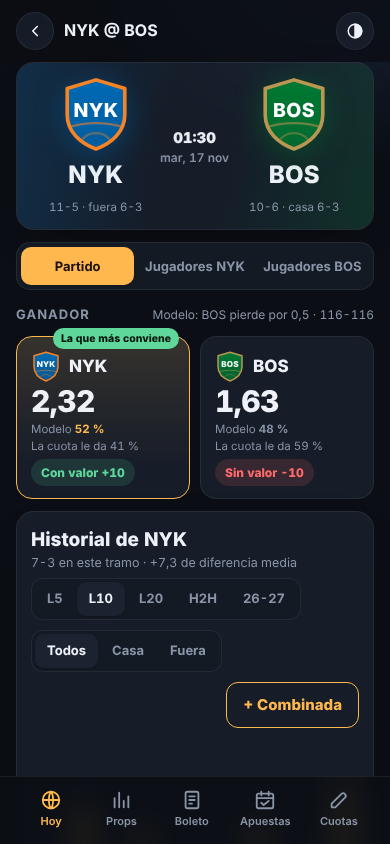 NYK @ BOS
NYK
BOS
01:30
mar, 17 nov
NYK
BOS
11-5 · fuera 6-3
10-6 · casa 6-3
Partido
Jugadores NYK
Jugadores BOS
GANADOR
Modelo: BOS pierde por 0,5 · 116-116
La que más conviene
NYK
NYK
2,32
Modelo 52 %
La cuota le da 41 %
Con valor +10
BOS
BOS
1,63
Modelo 48 %
La cuota le da 59 %
Sin valor -10
Historial de NYK
7-3 en este tramo · +7,3 de diferencia media
L5
L10
L20
H2H
26-27
Todos
Casa
Fuera
+ Combinada
Hoy
Props
Boleto
Apuestas
Cuotas